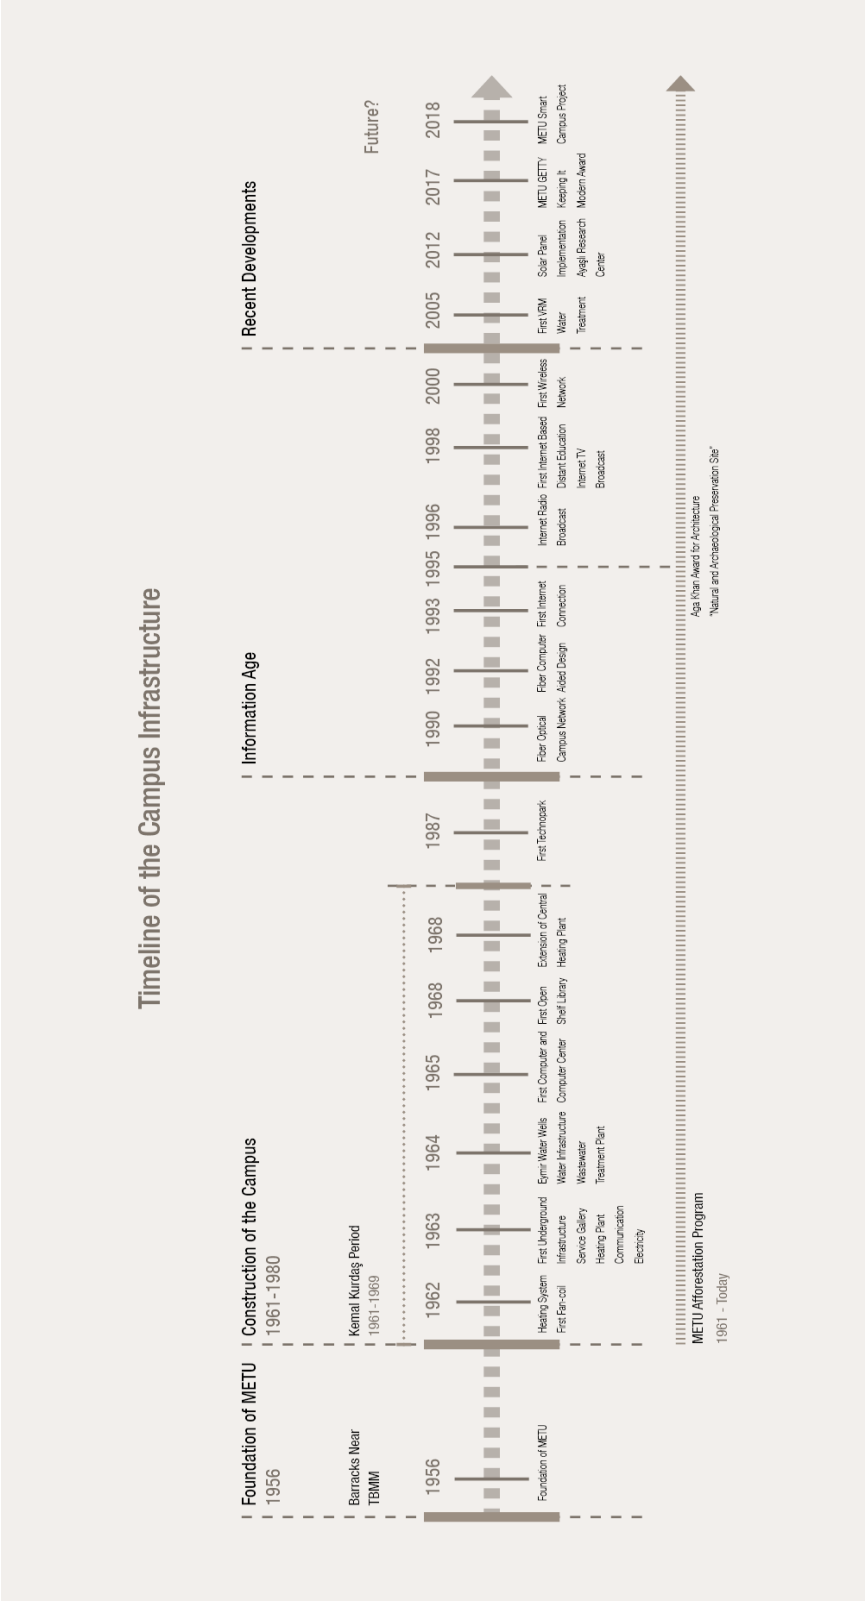 Timeline of the Campus Infrastructure
Foundation of METU
1956
Construction of the Campus
1961-1980
Information Age
Recent Developments
Barracks Near
TBMM
Kemal Kurdaş Period
1961-1969
Future?
1956
1962
1963
1964
1965
1968
1968
1987
1990
1992
1993
1995
1996
1998
2000
2005
2012
2017
2018
Foundation of METU
Heating System
First Fan-coil
First Underground
Infrastructure
Service Gallery
Heating Plant
Communication
Electricity
Eymir Water Wells
Water Infrastructure
Wastewater
Treatment Plant
First Computer and
Computer Center
First Open
Shelf Library
Extension of Central
Heating Plant
First Technopark
Fiber Optical
Campus Network
Fiber Computer
Aided Design
First Internet
Connection
Internet Radio
Broadcast
First Internet Based
Distant Education
Internet TV
Broadcast
First Wireless
Network
First VRM
Water
Treatment
Solar Panel
Implementation
Ayaşlı Research
Center
METU GETTY
Keeping It
Modern Award
METU Smart
Campus Project
METU Afforestation Program
1961 - Today
Aga Khan Award for Architecture
"Natural and Archaeological Preservation Site"